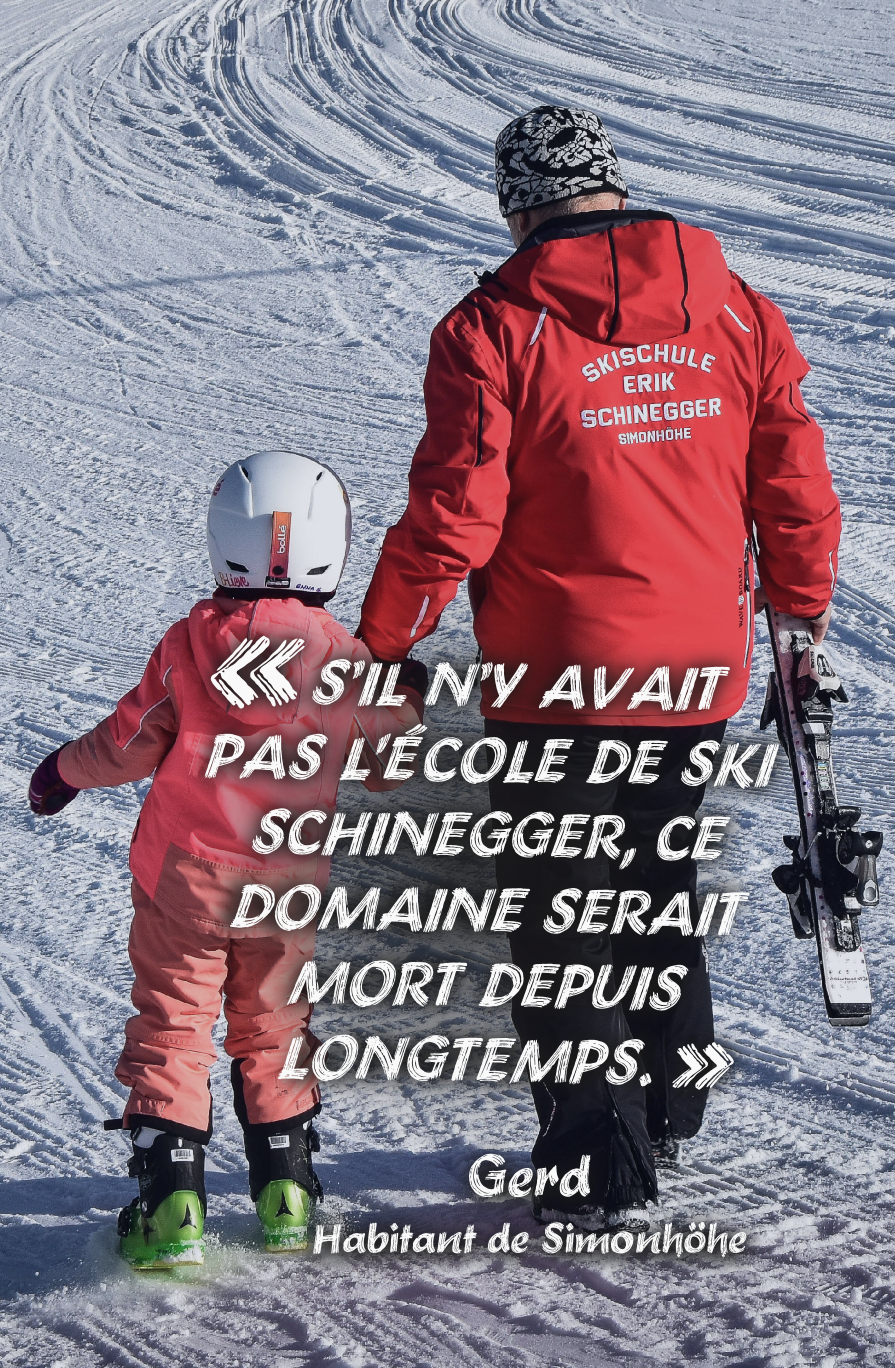 SKISCHULE
ERIK
SCHINEGGER
SIMONHÖHE
bollé
« S'IL N'Y AVAIT
PAS L'ÉCOLE DE SKI
SCHINEGGER, CE
DOMAINE SERAIT
MORT DEPUIS
LONGTEMPS. »
Gerd
Habitant de Simonhöhe